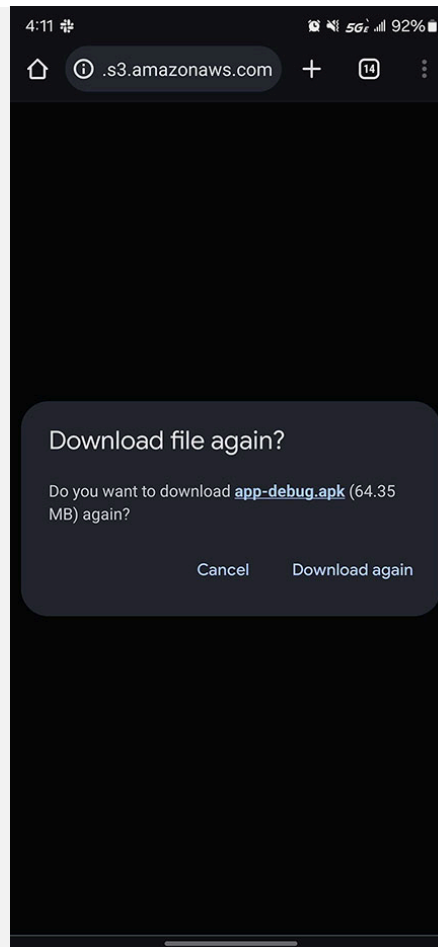 4:11 5G 92%
.s3.amazonaws.com 14
Download file again?
Do you want to download app-debug.apk (64.35
MB) again?
Cancel Download again